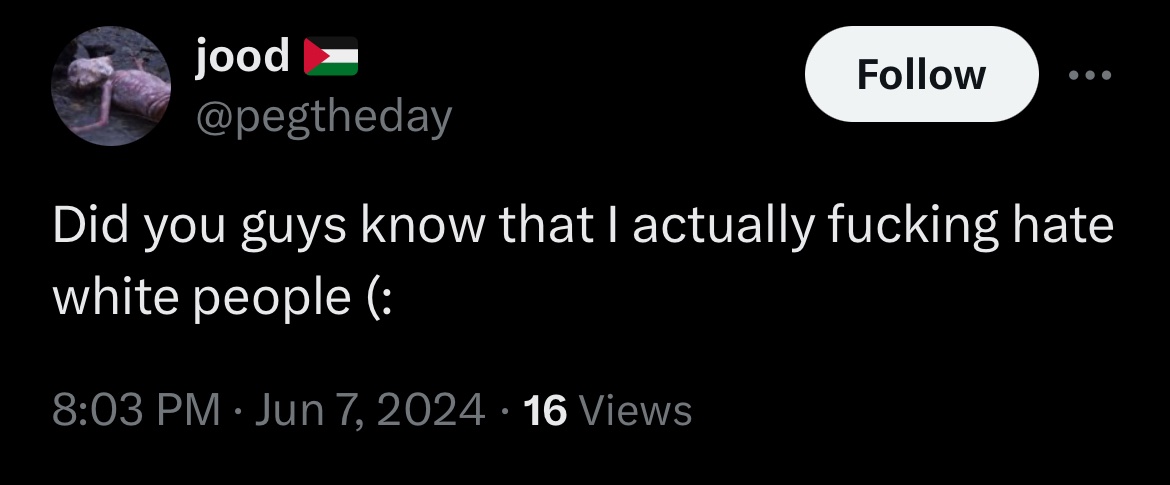 jood 🇵🇸
Follow
@pegtheday
Did you guys know that I actually fucking hate
white people (:
8:03 PM · Jun 7, 2024 · 16 Views